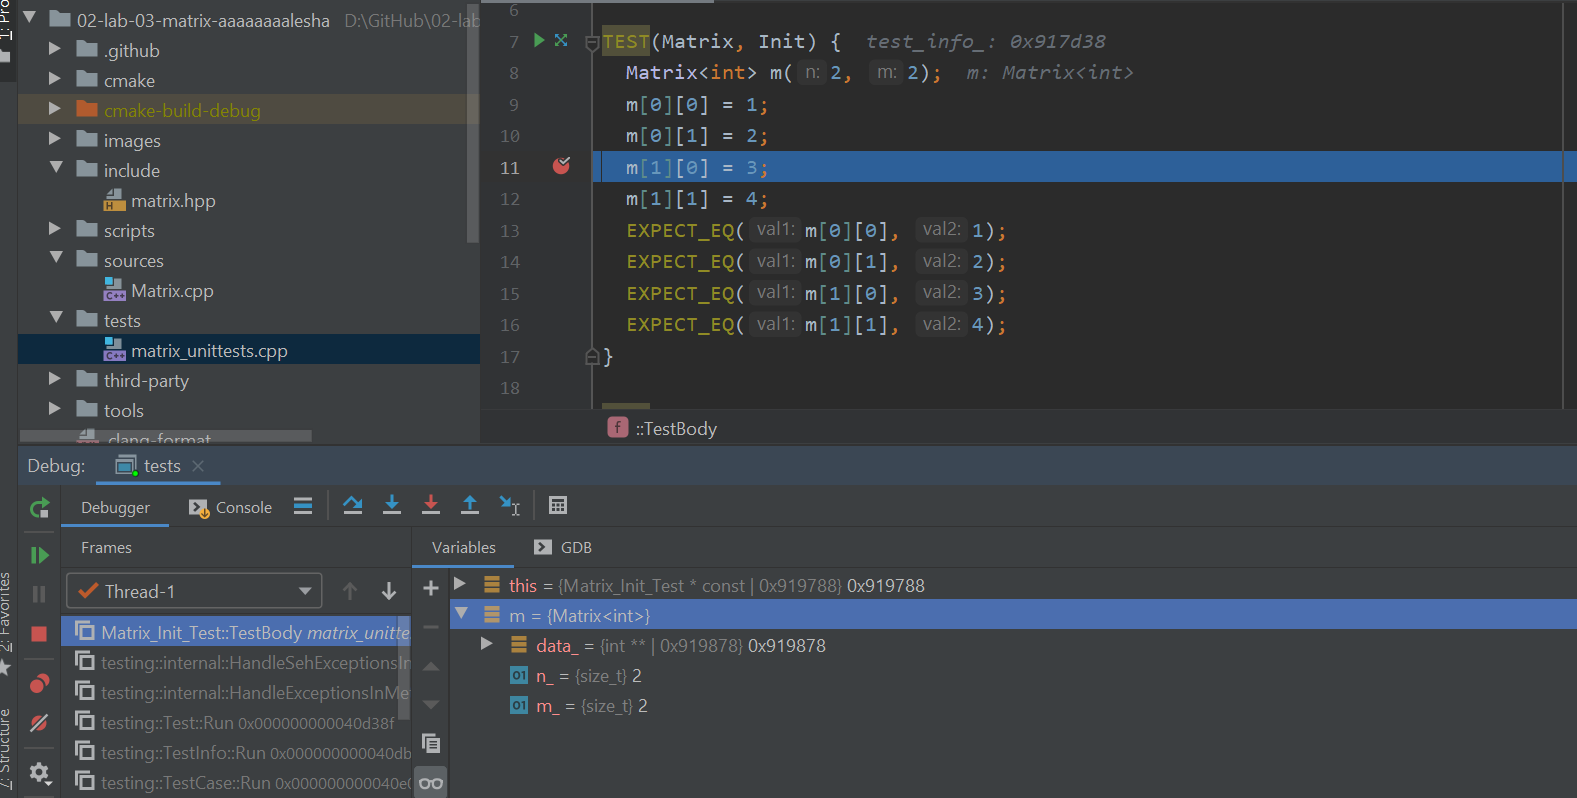 1: Pro
02-lab-03-matrix-aaaaaaaalesha D:\GitHub\02-lab
.github
cmake
cmake-build-debug
images
include
matrix.hpp
scripts
sources
Matrix.cpp
tests
matrix_unittests.cpp
third-party
tools
.clang-format
6
7 TEST(Matrix, Init) { test_info_: 0x917d38
8 Matrix<int> m( n: 2, m: 2); m: Matrix<int>
9 m[0][0] = 1;
10 m[0][1] = 2;
11 m[1][0] = 3;
12 m[1][1] = 4;
13 EXPECT_EQ( val1: m[0][0], val2: 1);
14 EXPECT_EQ( val1: m[0][1], val2: 2);
15 EXPECT_EQ( val1: m[1][0], val2: 3);
16 EXPECT_EQ( val1: m[1][1], val2: 4);
17 }
18
f ::TestBody
Debug: tests
Debugger Console
Frames
Thread-1
Matrix_Init_Test::TestBody matrix_unitte
testing::internal::HandleSehExceptionsIn
testing::internal::HandleExceptionsInMe
testing::Test::Run 0x000000000040d38f
testing::TestInfo::Run 0x000000000040db
testing::TestCase::Run 0x000000000040e0
Variables GDB
this = {Matrix_Init_Test * const | 0x919788} 0x919788
m = {Matrix<int>}
data_ = {int ** | 0x919878} 0x919878
n_ = {size_t} 2
m_ = {size_t} 2
2: Favorites
7: Structure